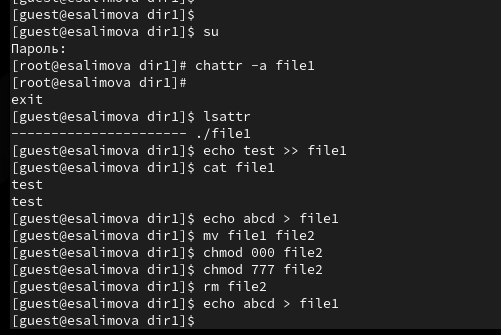 [guest@esalimova dir1]$
[guest@esalimova dir1]$
[guest@esalimova dir1]$ su
Пароль:
[root@esalimova dir1]# chattr -a file1
[root@esalimova dir1]#
exit
[guest@esalimova dir1]$ lsattr
---------------------- ./file1
[guest@esalimova dir1]$ echo test >> file1
[guest@esalimova dir1]$ cat file1
test
test
[guest@esalimova dir1]$ echo abcd > file1
[guest@esalimova dir1]$ mv file1 file2
[guest@esalimova dir1]$ chmod 000 file2
[guest@esalimova dir1]$ chmod 777 file2
[guest@esalimova dir1]$ rm file2
[guest@esalimova dir1]$ echo abcd > file1
[guest@esalimova dir1]$